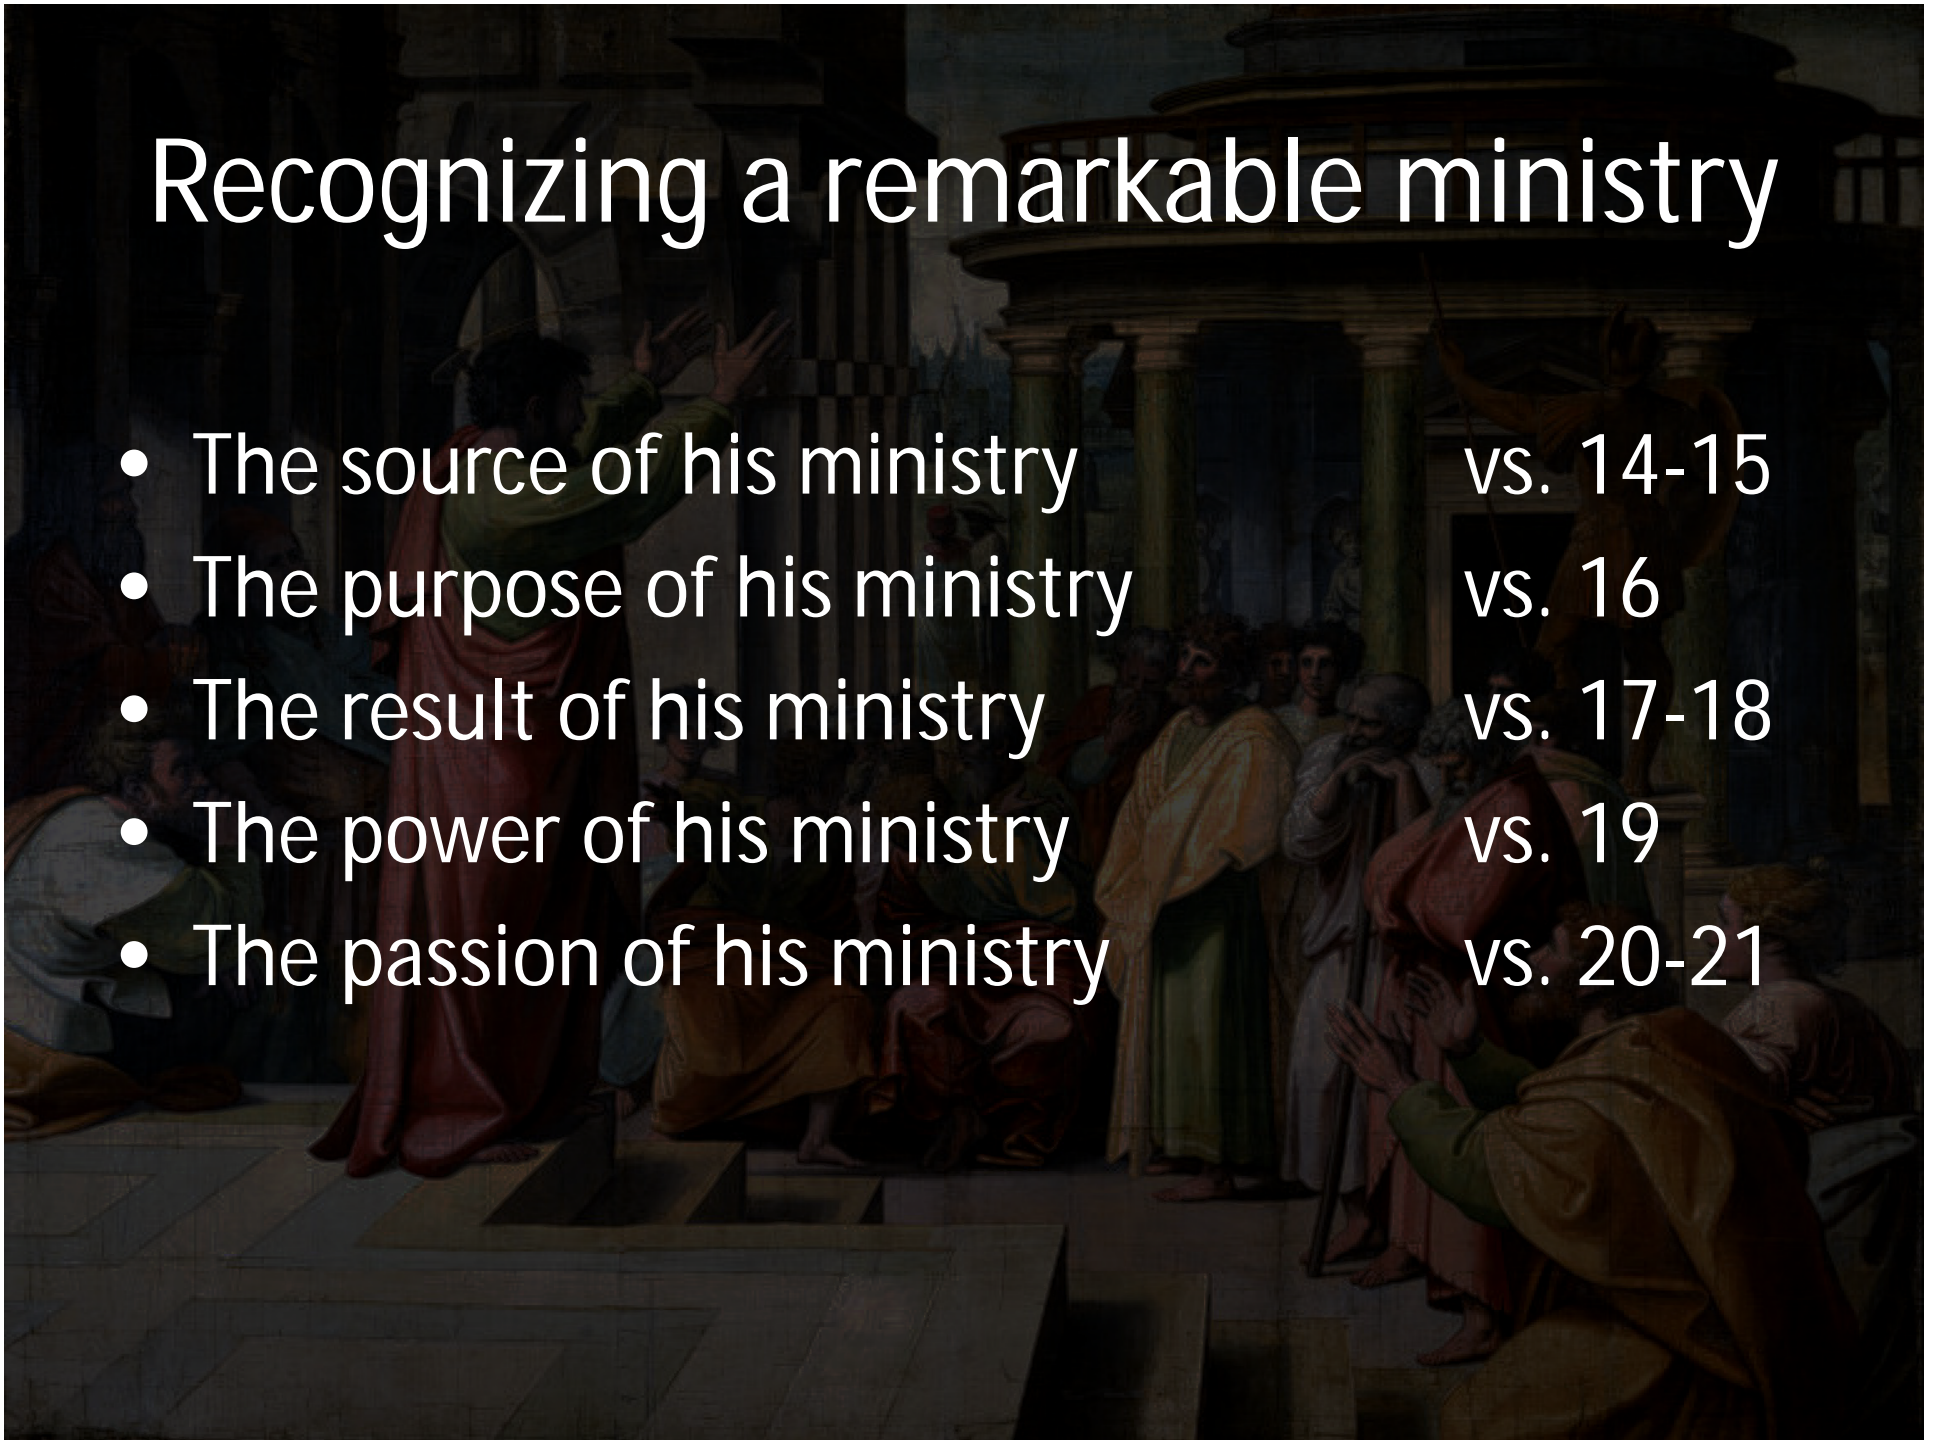 Recognizing a remarkable ministry
• The source of his ministry vs. 14-15
• The purpose of his ministry vs. 16
• The result of his ministry vs. 17-18
• The power of his ministry vs. 19
• The passion of his ministry vs. 20-21